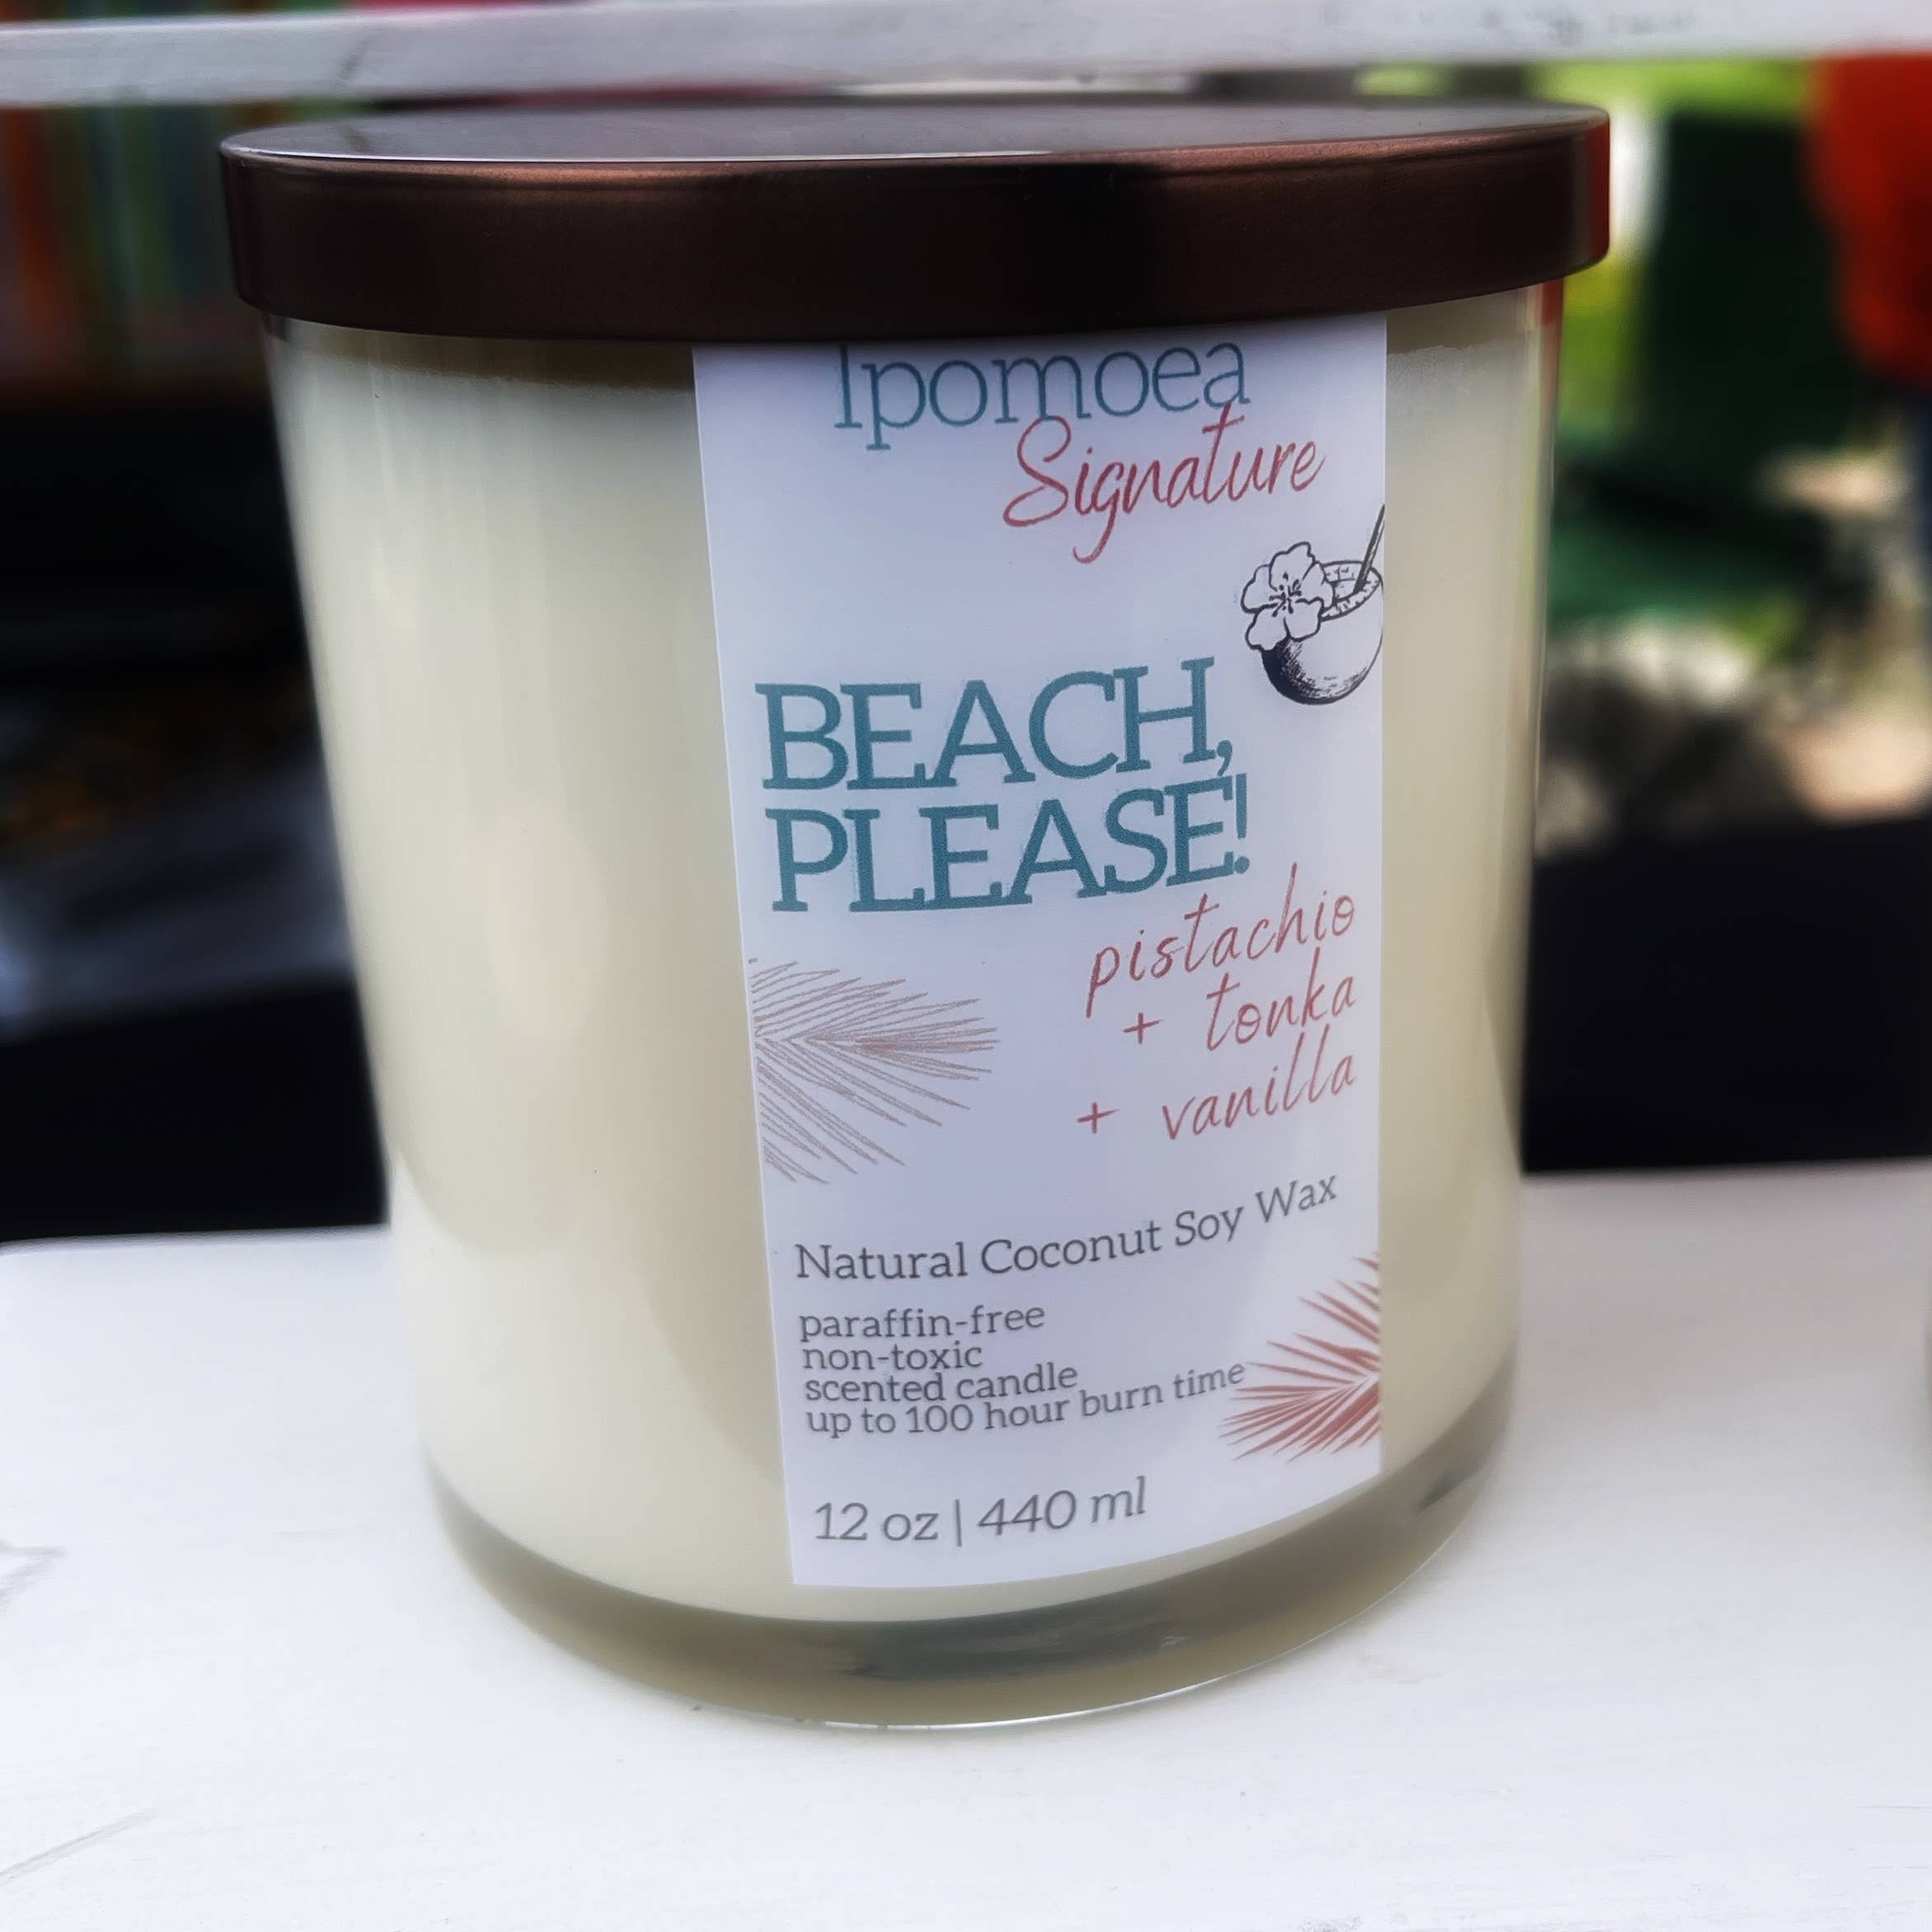 Ipomoea
Signature
BEACH,
PLEASE!
pistachio
+ tonka
+ vanilla
Natural Coconut Soy Wax
paraffin-free
non-toxic
scented candle
up to 100 hour burn time
12 oz | 440 ml